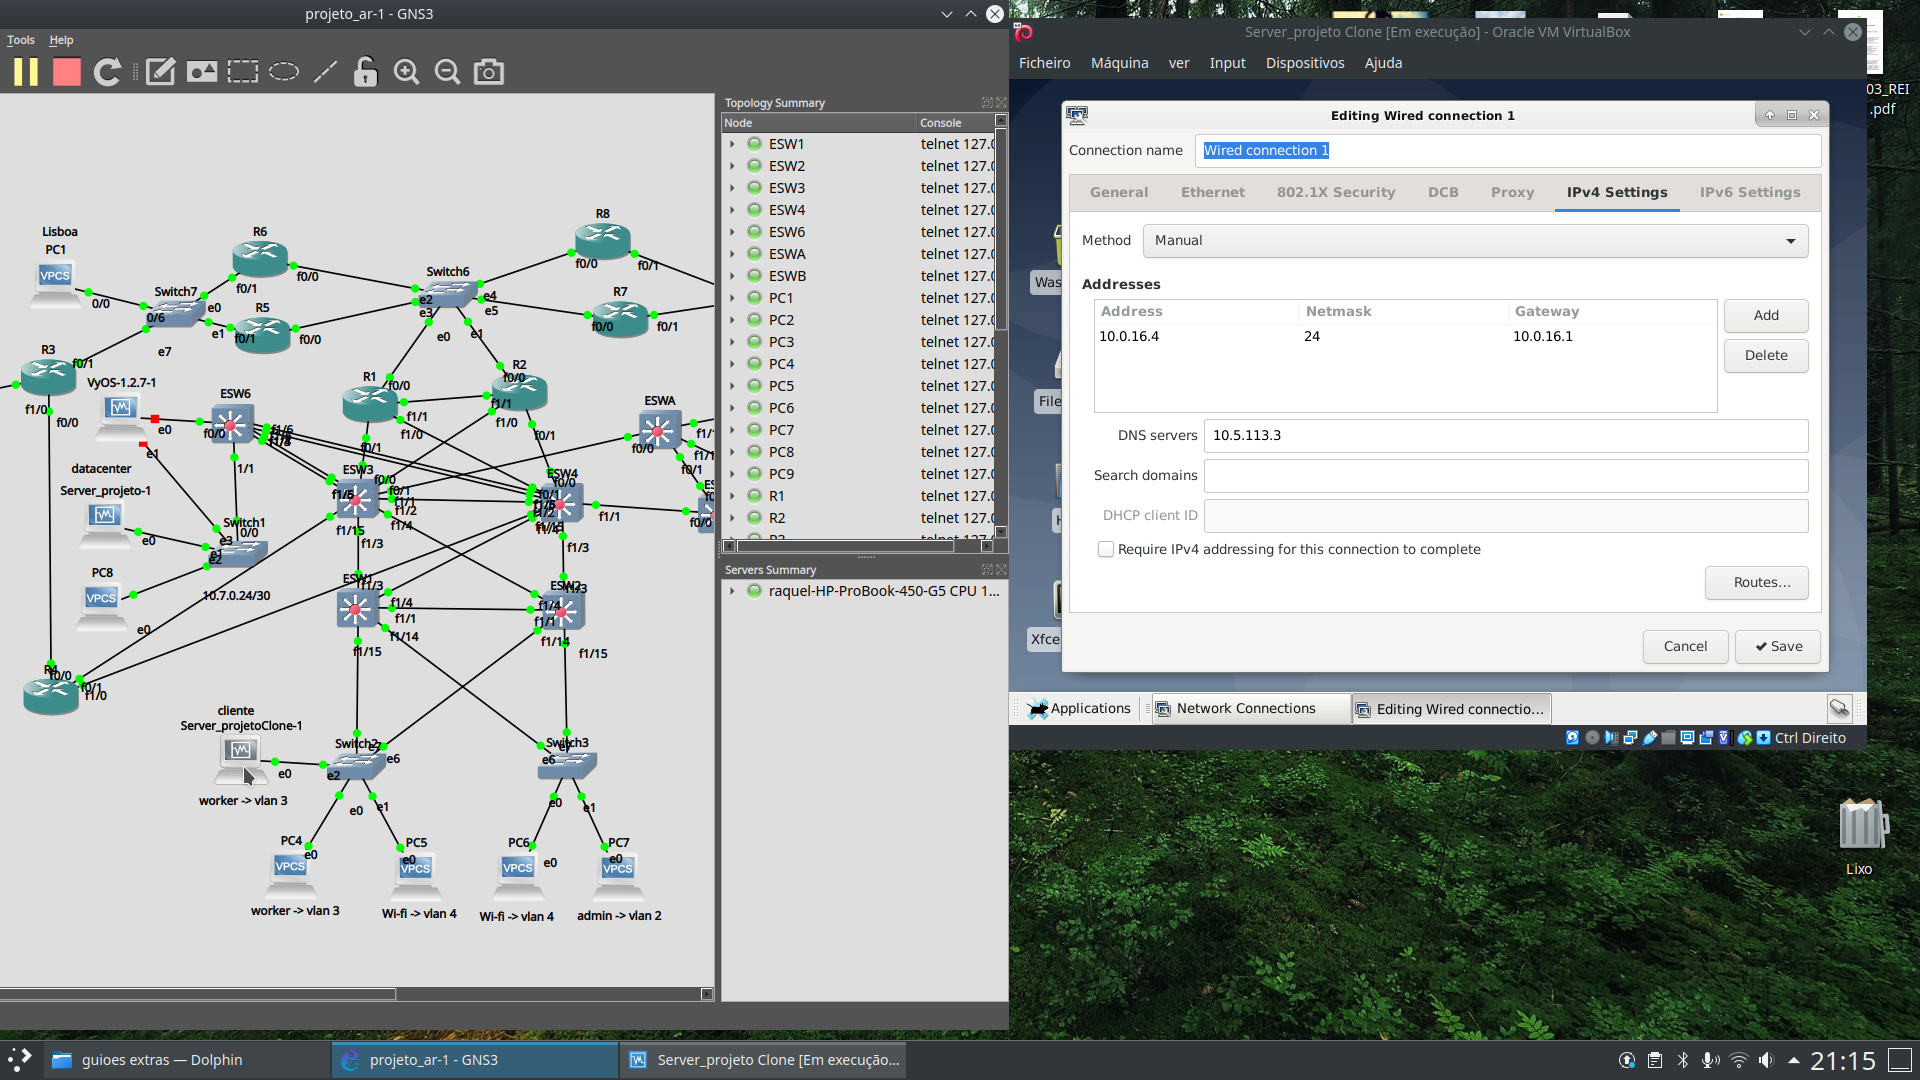 projeto_ar-1 - GNS3
Tools Help
Lisboa
PC1
VPCS
0/0
R6
f0/0
f0/1
Switch7
e0
0/6
e1
R5
f0/1
f0/0
e7
R3
f0/1
f1/0
f0/0
VyOS-1.2.7-1
e0
e1
ESW6
f0/0
f1/6
1/1
datacenter
Server_projeto-1
e0
Switch1
0/0
e3
e1
e2
PC8
VPCS
e0
10.7.0.24/30
R4
f0/0
f0/1
f1/0
Switch6
e2
e3
e4
e5
e0
e1
R8
f0/0
f0/1
R7
f0/0
f0/1
R1
f0/0
f1/1
f1/0
f0/1
R2
f0/0
f1/1
f1/0
f0/1
ESWA
f0/0
f0/1
ESW3
f0/0
f0/1
f1/1
f1/2
f1/4
f1/15
f1/3
ESW4
f0/0
f0/1
f1/1
f1/3
f0/0
ESW1
f1/3
f1/4
f1/1
f1/14
f1/15
ESW2
f1/3
f1/4
f1/1
f1/14
f1/15
cliente
Server_projetoClone-1
e0
worker -> vlan 3
Switch2
e6
e2
e0
e1
Switch3
e6
e0
e1
PC4
e0
VPCS
worker -> vlan 3
PC5
e0
VPCS
Wi-fi -> vlan 4
PC6
e0
VPCS
Wi-fi -> vlan 4
PC7
e0
VPCS
admin -> vlan 2
Topology Summary
Node Console
ESW1 telnet 127.0
ESW2 telnet 127.0
ESW3 telnet 127.0
ESW4 telnet 127.0
ESW6 telnet 127.0
ESWA telnet 127.0
ESWB telnet 127.0
PC1 telnet 127.0
PC2 telnet 127.0
PC3 telnet 127.0
PC4 telnet 127.0
PC5 telnet 127.0
PC6 telnet 127.0
PC7 telnet 127.0
PC8 telnet 127.0
PC9 telnet 127.0
R1 telnet 127.0
R2 telnet 127.0
R3 telnet 127.0
Servers Summary
raquel-HP-ProBook-450-G5 CPU 1...
Server_projeto Clone [Em execução] - Oracle VM VirtualBox
Ficheiro Máquina ver Input Dispositivos Ajuda
Editing Wired connection 1
Connection name Wired connection 1
General Ethernet 802.1X Security DCB Proxy IPv4 Settings IPv6 Settings
Method Manual
Addresses
Address Netmask Gateway
10.0.16.4 24 10.0.16.1
Add
Delete
DNS servers 10.5.113.3
Search domains
DHCP client ID
Require IPv4 addressing for this connection to complete
Routes...
Cancel Save
Was
File
Xfce
Applications Network Connections Editing Wired connectio...
Ctrl Direito
03_REI
.pdf
Lixo
guioes extras — Dolphin projeto_ar-1 - GNS3 Server_projeto Clone [Em execução... 21:15